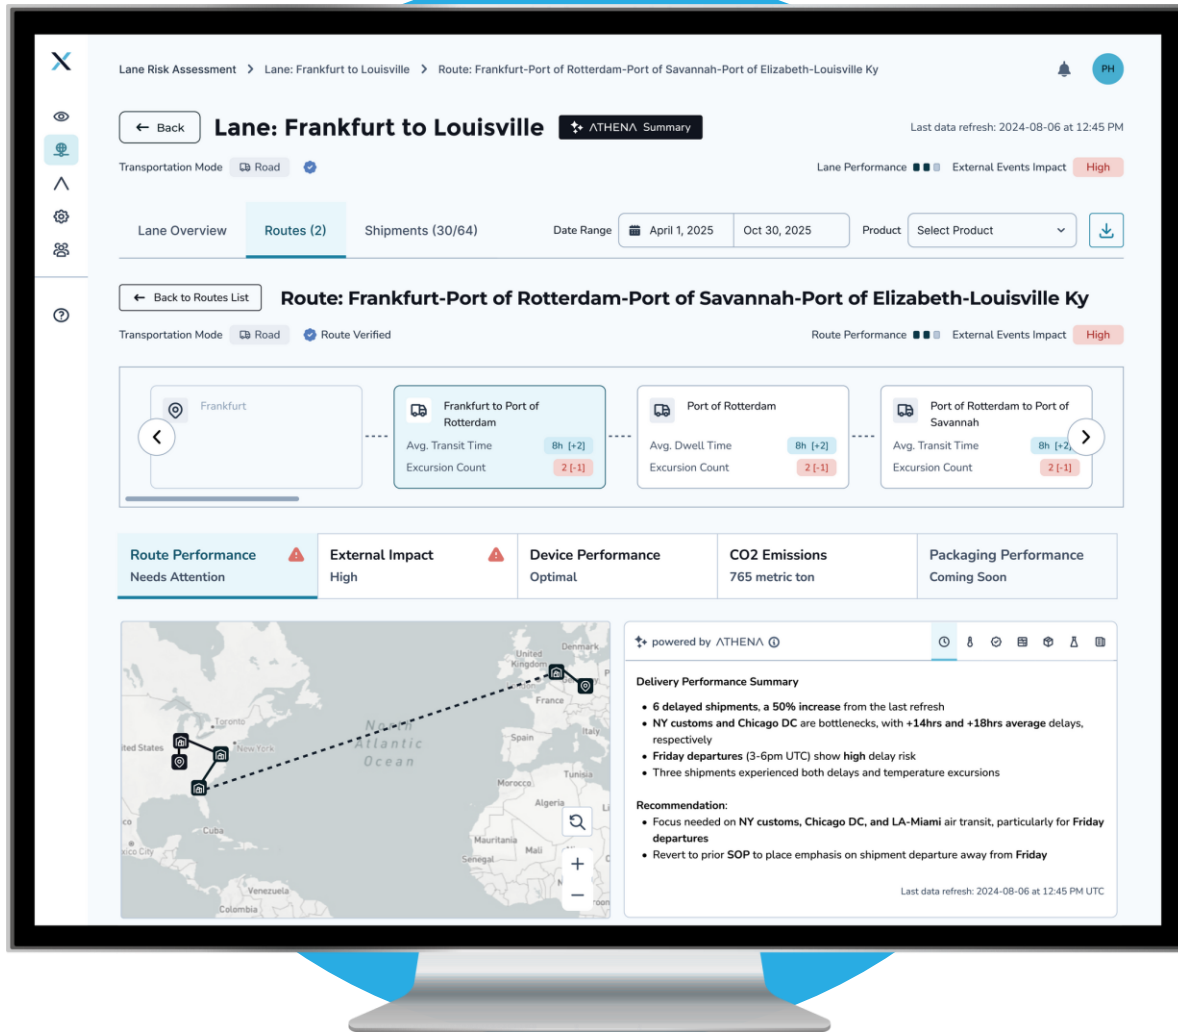 Lane Risk Assessment > Lane: Frankfurt to Louisville > Route: Frankfurt-Port of Rotterdam-Port of Savannah-Port of Elizabeth-Louisville Ky
PH
← Back
Lane: Frankfurt to Louisville
ΛTHENΛ Summary
Last data refresh: 2024-08-06 at 12:45 PM
Transportation Mode Road
Lane Performance External Events Impact High
Lane Overview Routes (2) Shipments (30/64)
Date Range April 1, 2025 Oct 30, 2025 Product Select Product
← Back to Routes List
Route: Frankfurt-Port of Rotterdam-Port of Savannah-Port of Elizabeth-Louisville Ky
Transportation Mode Road Route Verified
Route Performance External Events Impact High
Frankfurt
Frankfurt to Port of
Rotterdam
Avg. Transit Time 8h [+2]
Excursion Count 2 [-1]
Port of Rotterdam
Avg. Dwell Time 8h [+2]
Excursion Count 2 [-1]
Port of Rotterdam to Port of
Savannah
Avg. Transit Time 8h [+2]
Excursion Count 2 [-1]
Route Performance
Needs Attention
External Impact
High
Device Performance
Optimal
CO2 Emissions
765 metric ton
Packaging Performance
Coming Soon
United
Kingdom
Denmark
France
Spain
Italy
Tunisia
Morocco
Algeria
Mauritania
Mali
Senegal
North
Atlantic
Ocean
Toronto
New York
ited States
Cuba
co
xico City
Venezuela
Colombia
powered by ΛTHENΛ
Delivery Performance Summary
• 6 delayed shipments, a 50% increase from the last refresh
• NY customs and Chicago DC are bottlenecks, with +14hrs and +18hrs average delays,
respectively
• Friday departures (3-6pm UTC) show high delay risk
• Three shipments experienced both delays and temperature excursions
Recommendation:
• Focus needed on NY customs, Chicago DC, and LA-Miami air transit, particularly for Friday
departures
• Revert to prior SOP to place emphasis on shipment departure away from Friday
Last data refresh: 2024-08-06 at 12:45 PM UTC